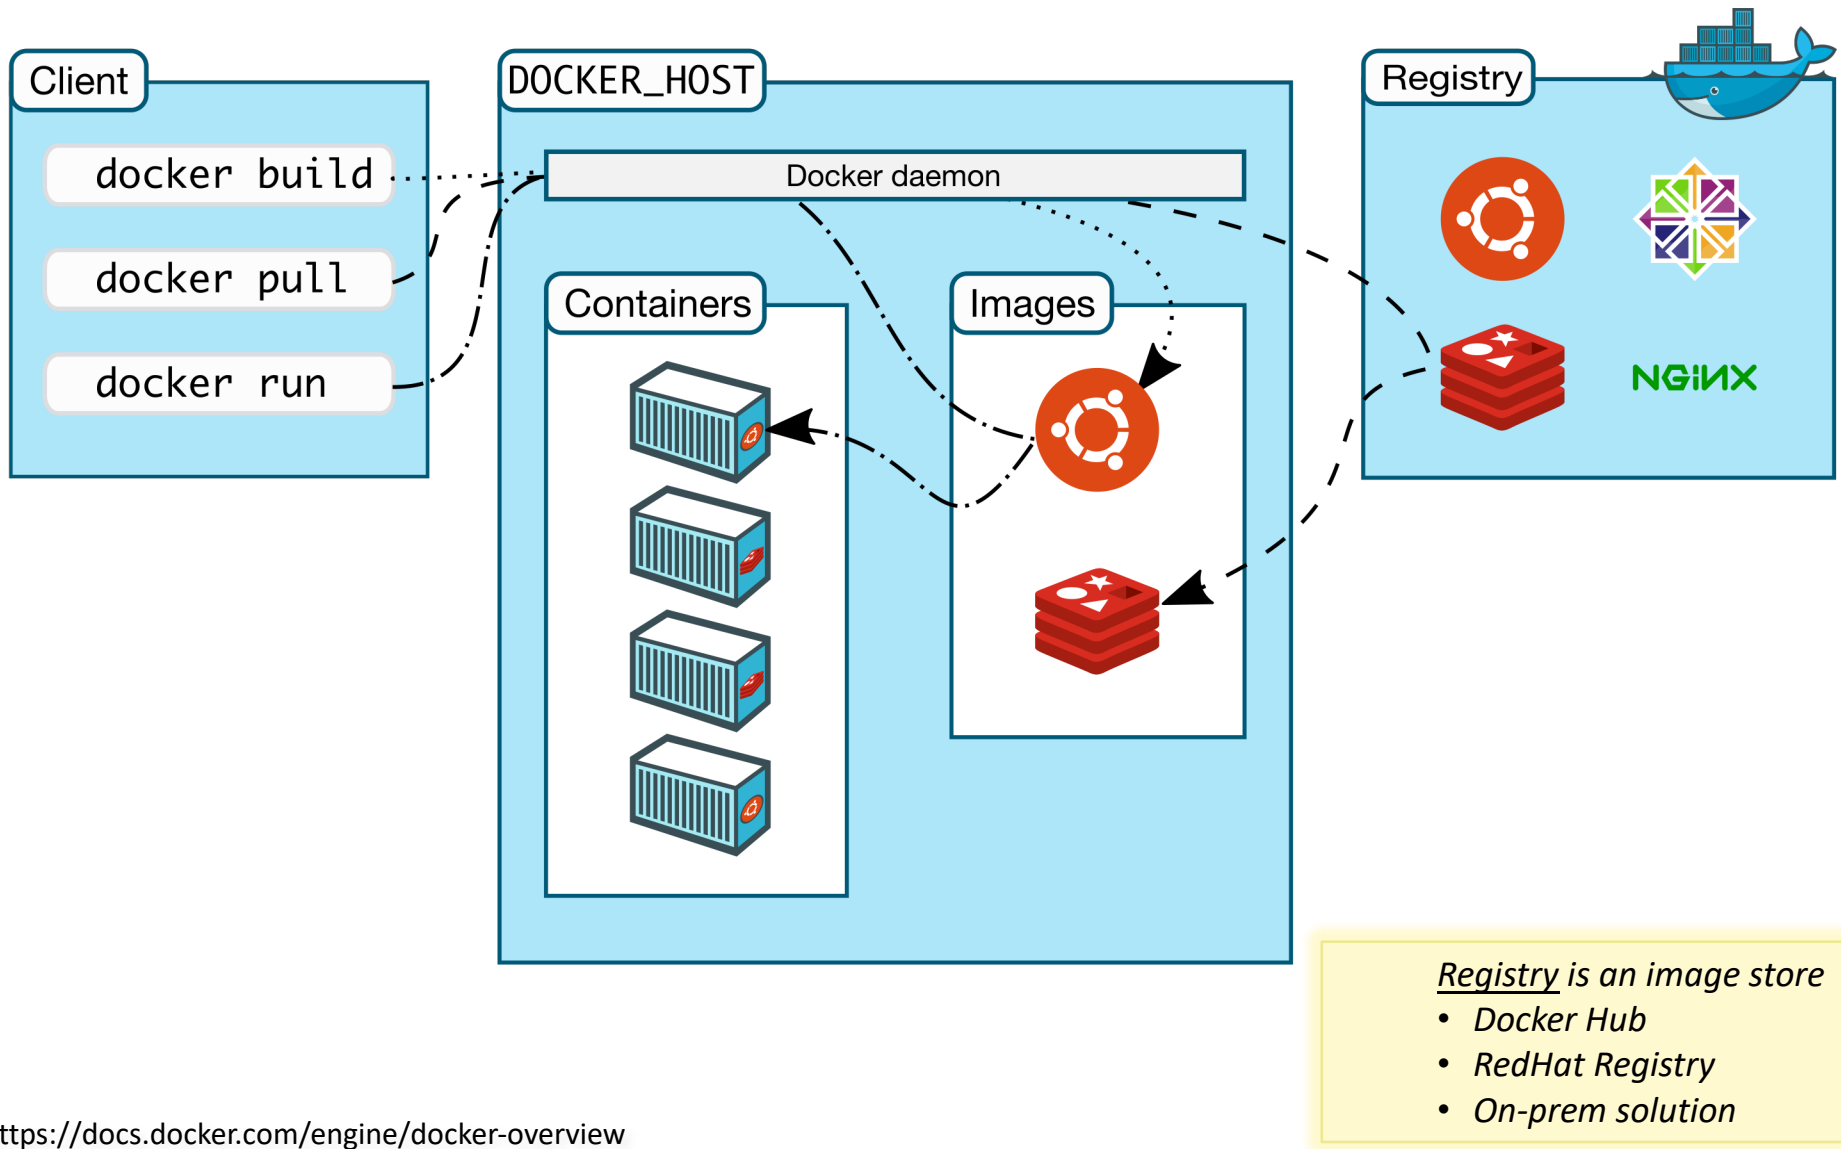 Client
docker build
docker pull
docker run
DOCKER_HOST
Docker daemon
Containers
Images
Registry
NGINX
Registry is an image store
• Docker Hub
• RedHat Registry
• On-prem solution
ttps://docs.docker.com/engine/docker-overview